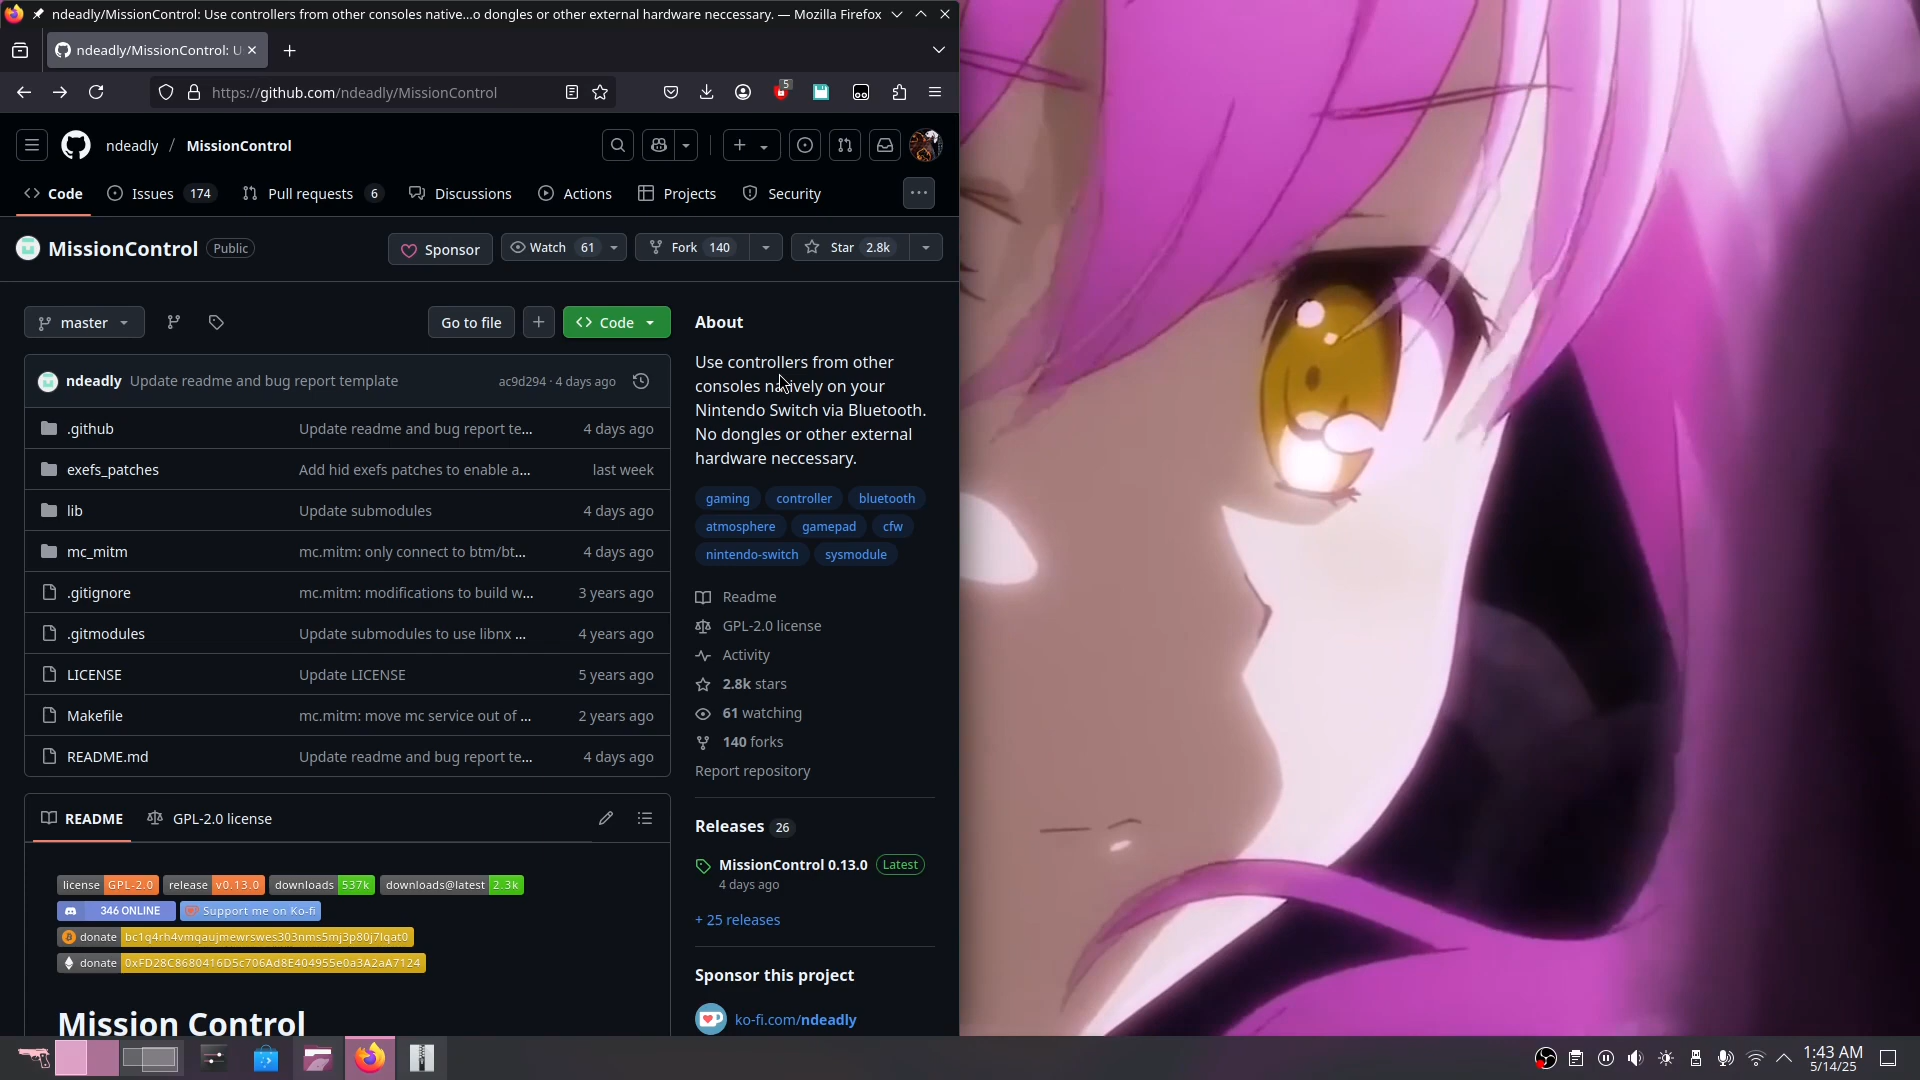 ndeadly/MissionControl: Use controllers from other consoles native...o dongles or other external hardware neccessary. — Mozilla Firefox
ndeadly/MissionControl: U
https://github.com/ndeadly/MissionControl
5
ndeadly / MissionControl
Code
Issues 174
Pull requests 6
Discussions
Actions
Projects
Security
MissionControl Public
Sponsor
Watch 61
Fork 140
Star 2.8k
master
Go to file
Code
ndeadly Update readme and bug report template ac9d294 · 4 days ago
.github Update readme and bug report te... 4 days ago
exefs_patches Add hid exefs patches to enable a... last week
lib Update submodules 4 days ago
mc_mitm mc.mitm: only connect to btm/bt... 4 days ago
.gitignore mc.mitm: modifications to build w... 3 years ago
.gitmodules Update submodules to use libnx ... 4 years ago
LICENSE Update LICENSE 5 years ago
Makefile mc.mitm: move mc service out of ... 2 years ago
README.md Update readme and bug report te... 4 days ago
README
GPL-2.0 license
license GPL-2.0 release v0.13.0 downloads 537k downloads@latest 2.3k
346 ONLINE Support me on Ko-fi
donate bc1q4rh4vmqaujmewrswes303nms5mj3p80j7lqat0
donate 0xFD28C8680416D5c706Ad8E404955e0a3A2aA7124
Mission Control
About
Use controllers from other
consoles natively on your
Nintendo Switch via Bluetooth.
No dongles or other external
hardware neccessary.
gaming controller bluetooth
atmosphere gamepad cfw
nintendo-switch sysmodule
Readme
GPL-2.0 license
Activity
2.8k stars
61 watching
140 forks
Report repository
Releases 26
MissionControl 0.13.0 Latest
4 days ago
+ 25 releases
Sponsor this project
ko-fi.com/ndeadly
1:43 AM
5/14/25